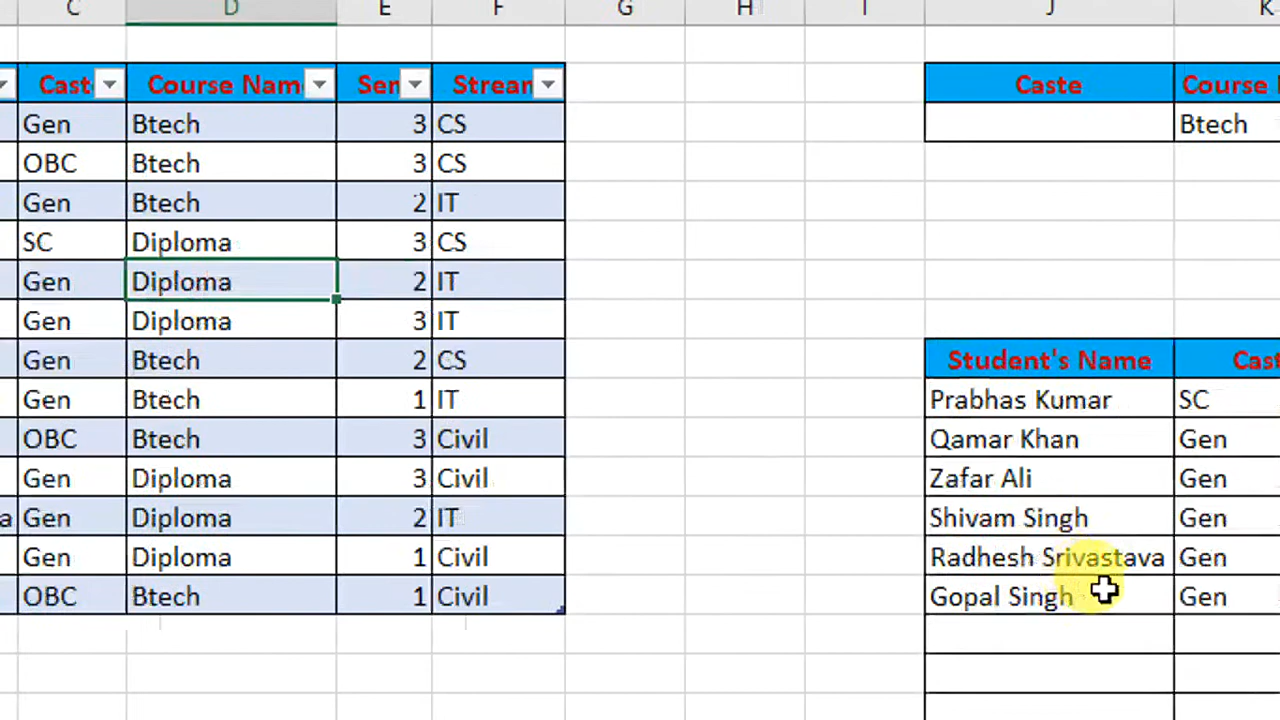 C D E F G H I J K
Cast Course Nam Sen Stream Caste Course
Gen Btech 3 CS Btech
OBC Btech 3 CS
Gen Btech 2 IT
SC Diploma 3 CS
Gen Diploma 2 IT
Gen Diploma 3 IT
Gen Btech 2 CS Student's Name Cast
Gen Btech 1 IT Prabhas Kumar SC
OBC Btech 3 Civil Qamar Khan Gen
Gen Diploma 3 Civil Zafar Ali Gen
a Gen Diploma 2 IT Shivam Singh Gen
Gen Diploma 1 Civil Radhesh Srivastava Gen
OBC Btech 1 Civil Gopal Singh Gen